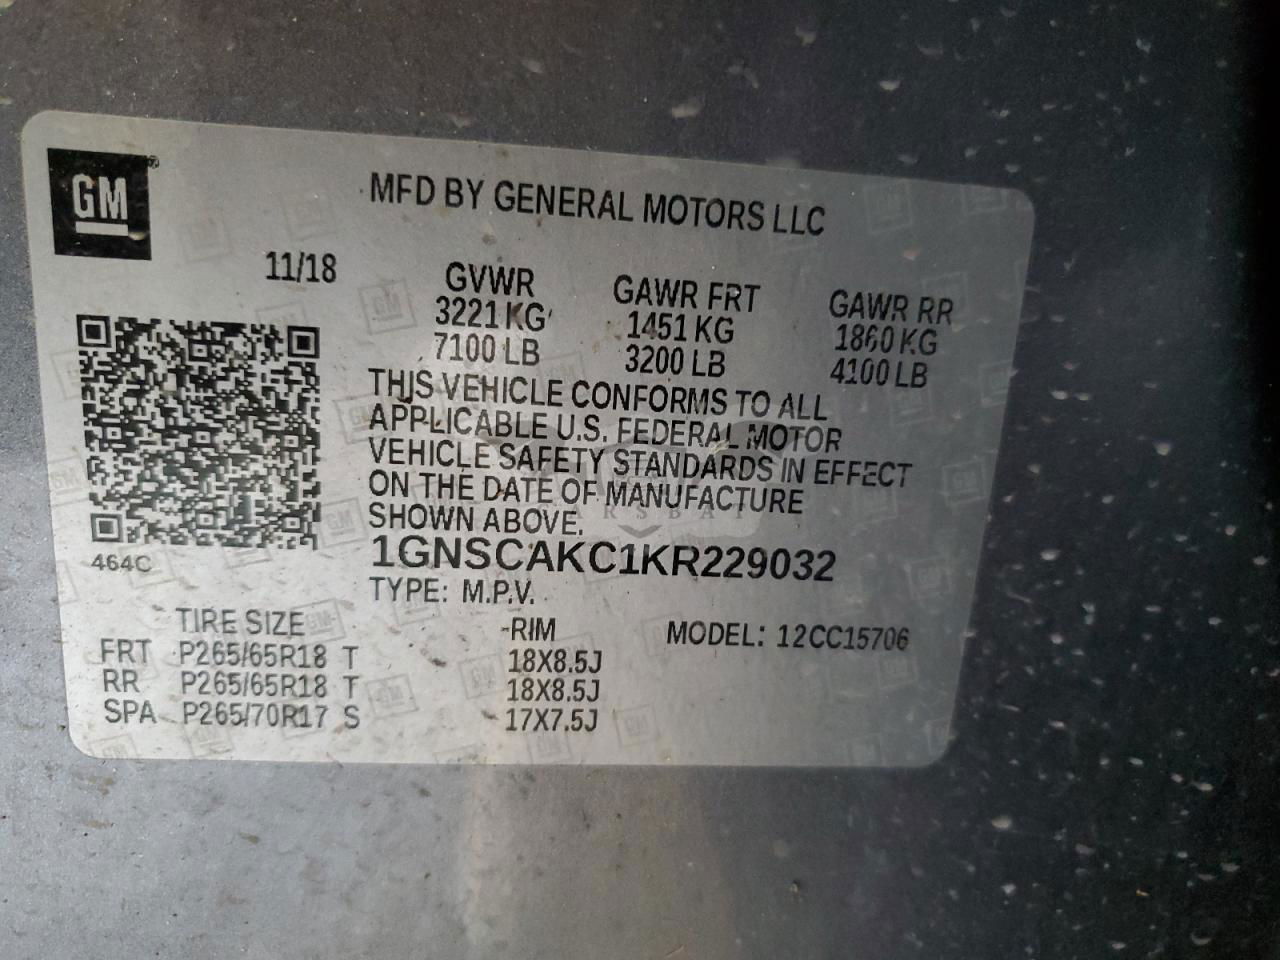 GM
MFD BY GENERAL MOTORS LLC
11/18
GVWR
3221 KG
7100 LB
GAWR FRT
1451 KG
3200 LB
GAWR RR
1860 KG
4100 LB
THIS VEHICLE CONFORMS TO ALL
APPLICABLE U.S. FEDERAL MOTOR
VEHICLE SAFETY STANDARDS IN EFFECT
ON THE DATE OF MANUFACTURE
SHOWN ABOVE.
464C
1GNSCAKC1KR229032
TYPE: M.P.V.
TIRE SIZE
RIM
MODEL: 12CC15706
FRT P265/65R18 T 18X8.5J
RR P265/65R18 T 18X8.5J
SPA P265/70R17 S 17X7.5J